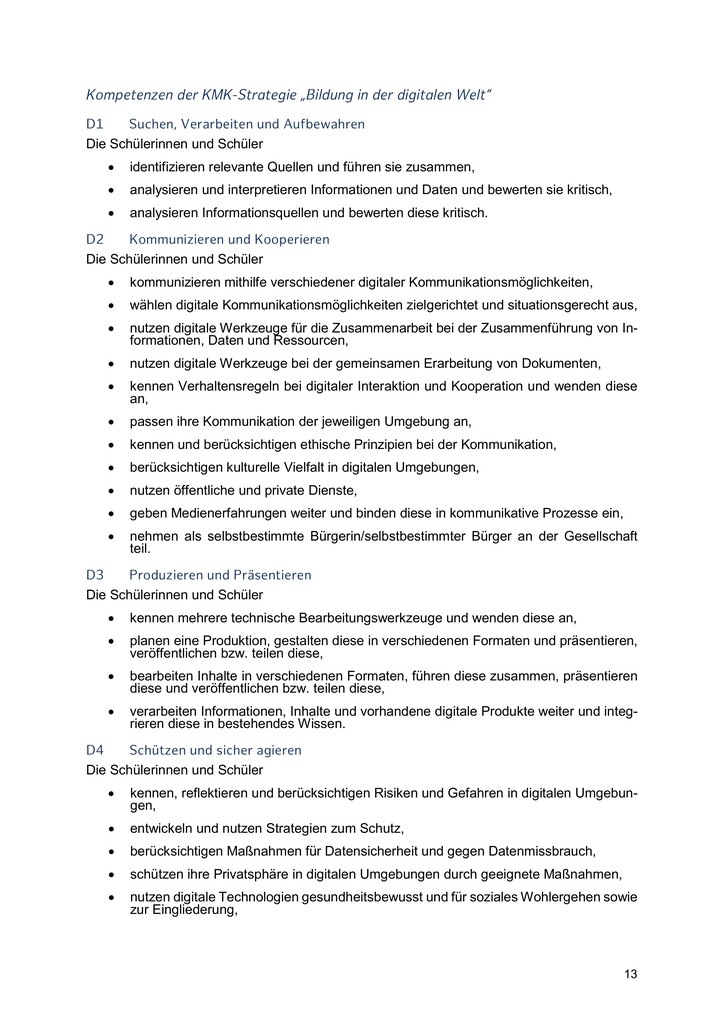 Kompetenzen der KMK-Strategie „Bildung in der digitalen Welt“
D1 Suchen, Verarbeiten und Aufbewahren
Die Schülerinnen und Schüler
• identifizieren relevante Quellen und führen sie zusammen,
• analysieren und interpretieren Informationen und Daten und bewerten sie kritisch,
• analysieren Informationsquellen und bewerten diese kritisch.
D2 Kommunizieren und Kooperieren
Die Schülerinnen und Schüler
• kommunizieren mithilfe verschiedener digitaler Kommunikationsmöglichkeiten,
• wählen digitale Kommunikationsmöglichkeiten zielgerichtet und situationsgerecht aus,
• nutzen digitale Werkzeuge für die Zusammenarbeit bei der Zusammenführung von In-
formationen, Daten und Ressourcen,
• nutzen digitale Werkzeuge bei der gemeinsamen Erarbeitung von Dokumenten,
• kennen Verhaltensregeln bei digitaler Interaktion und Kooperation und wenden diese
an,
• passen ihre Kommunikation der jeweiligen Umgebung an,
• kennen und berücksichtigen ethische Prinzipien bei der Kommunikation,
• berücksichtigen kulturelle Vielfalt in digitalen Umgebungen,
• nutzen öffentliche und private Dienste,
• geben Medienerfahrungen weiter und binden diese in kommunikative Prozesse ein,
• nehmen als selbstbestimmte Bürgerin/selbstbestimmter Bürger an der Gesellschaft
teil.
D3 Produzieren und Präsentieren
Die Schülerinnen und Schüler
• kennen mehrere technische Bearbeitungswerkzeuge und wenden diese an,
• planen eine Produktion, gestalten diese in verschiedenen Formaten und präsentieren,
veröffentlichen bzw. teilen diese,
• bearbeiten Inhalte in verschiedenen Formaten, führen diese zusammen, präsentieren
diese und veröffentlichen bzw. teilen diese,
• verarbeiten Informationen, Inhalte und vorhandene digitale Produkte weiter und integ-
rieren diese in bestehendes Wissen.
D4 Schützen und sicher agieren
Die Schülerinnen und Schüler
• kennen, reflektieren und berücksichtigen Risiken und Gefahren in digitalen Umgebun-
gen,
• entwickeln und nutzen Strategien zum Schutz,
• berücksichtigen Maßnahmen für Datensicherheit und gegen Datenmissbrauch,
• schützen ihre Privatsphäre in digitalen Umgebungen durch geeignete Maßnahmen,
• nutzen digitale Technologien gesundheitsbewusst und für soziales Wohlergehen sowie
zur Eingliederung,
13